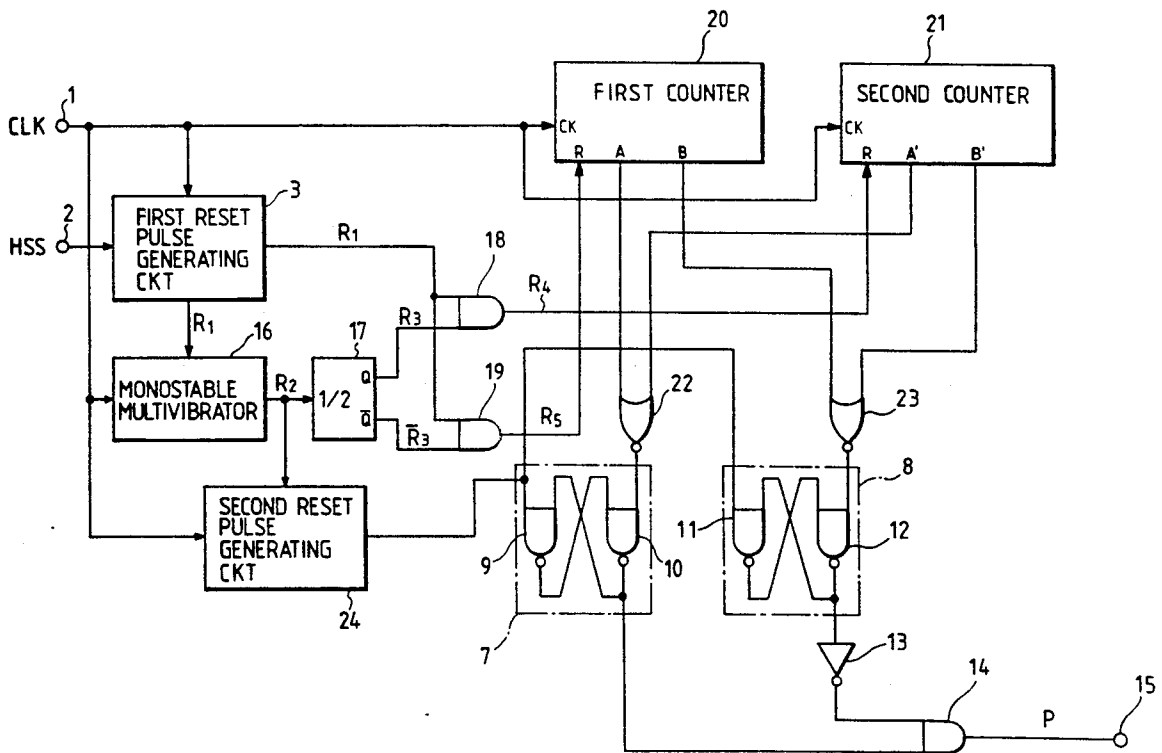 20
21
FIRST COUNTER
SECOND COUNTER
1
CLK
CK
CK
R A B
R A' B'
3
2
HSS
FIRST RESET
PULSE
GENERATING
CKT
R1
18
R4
R1
16
R3
17
MONOSTABLE
MULTIVIBRATOR
R2
1/2
Q
Q̅
19
R5
R̅3
22
23
8
SECOND RESET
PULSE
GENERATING
CKT
24
9
10
11
12
7
13
14
15
P